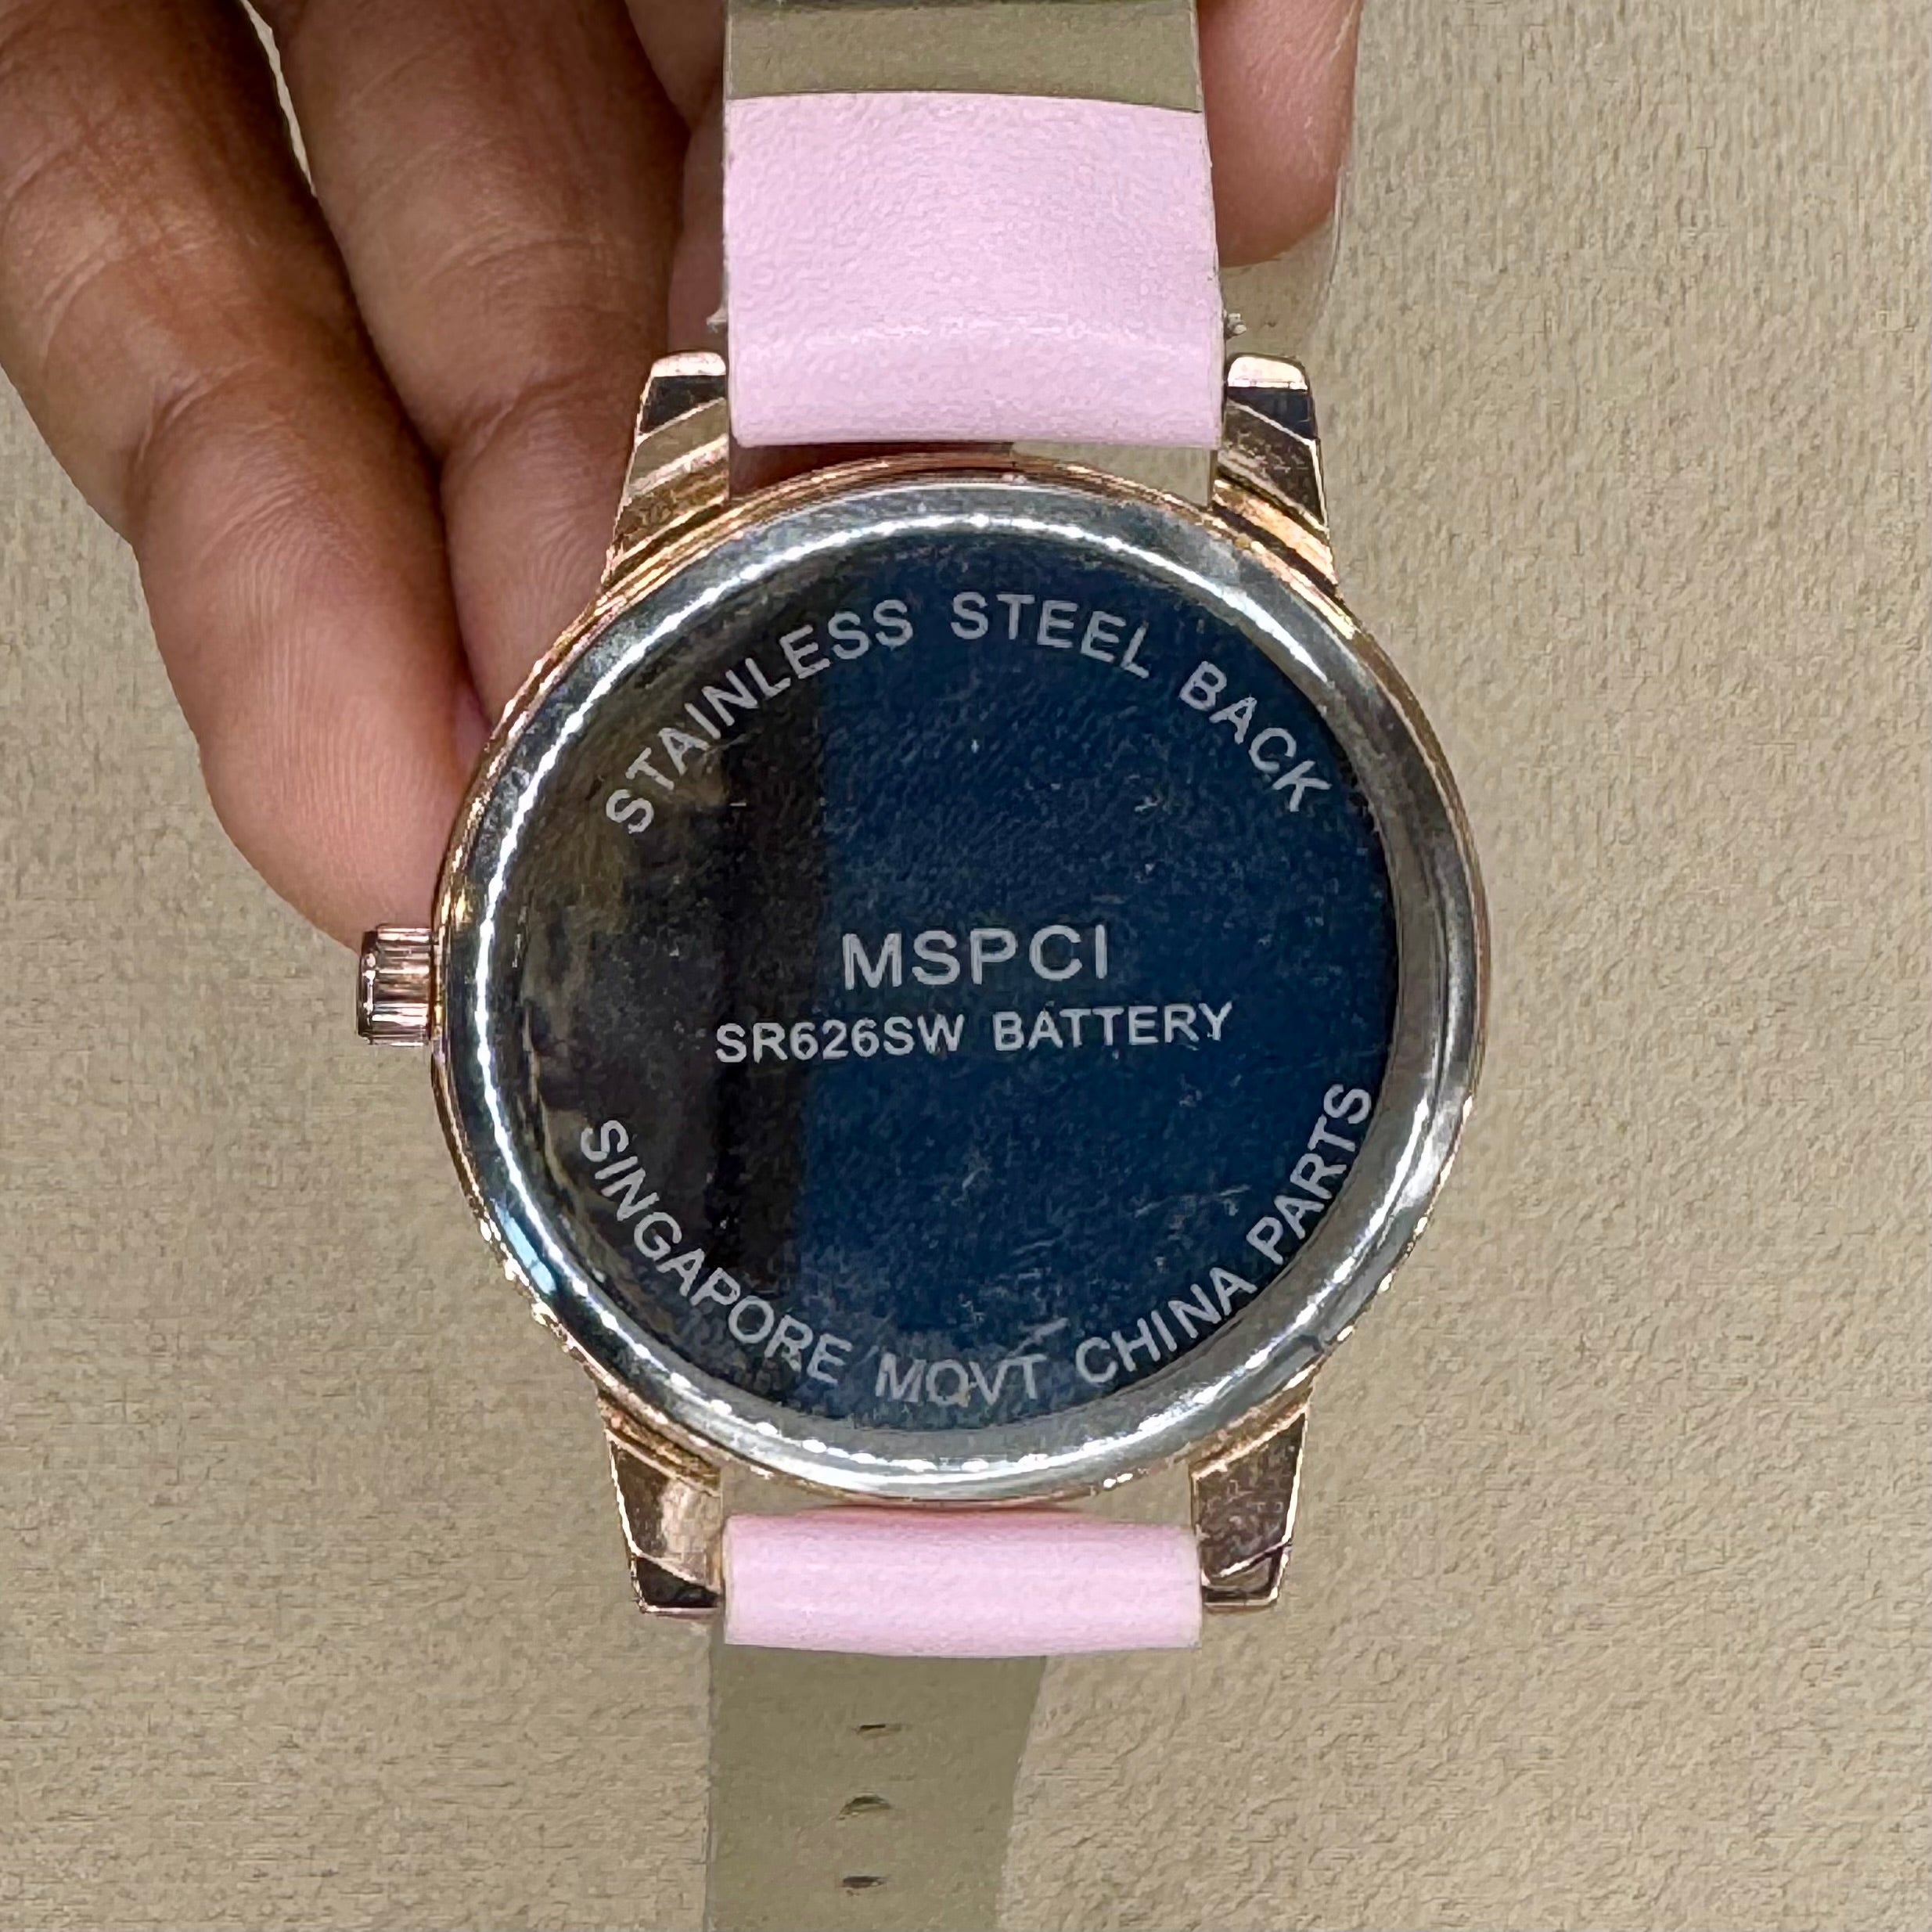 STAINLESS STEEL BACK
MSPCI
SR626SW BATTERY
SINGAPORE MOVT CHINA PARTS